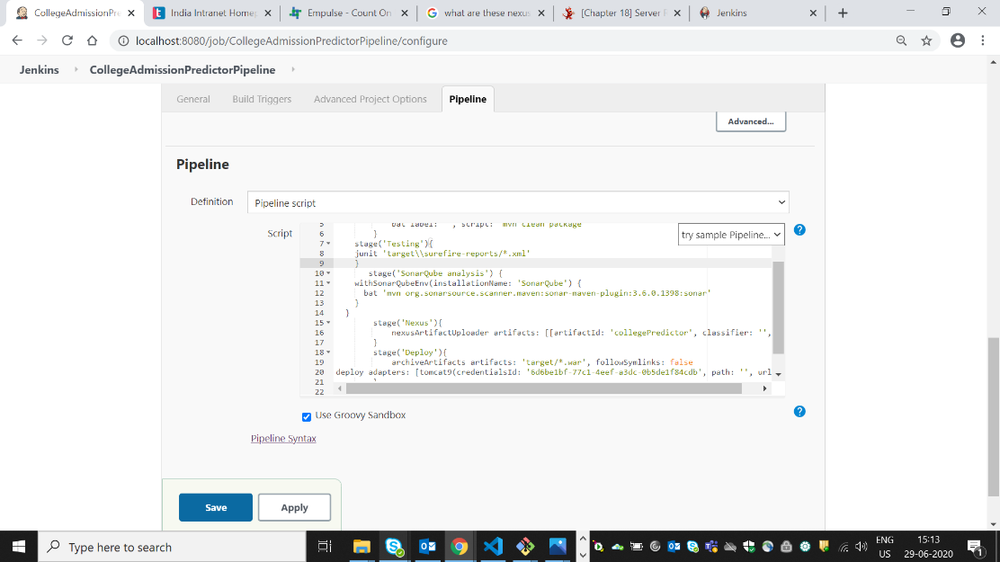 CollegeAdmissionPre
India Intranet Homep
Empulse - Count On
what are these nexus
[Chapter 18] Server
Jenkins
localhost:8080/job/CollegeAdmissionPredictorPipeline/configure
Jenkins
CollegeAdmissionPredictorPipeline
General
Build Triggers
Advanced Project Options
Pipeline
Advanced...
Pipeline
Definition
Pipeline script
Script
try sample Pipeline...
5 bat label: '', script: 'mvn clean package'
6 }
7 stage('Testing'){
8 junit 'target\\surefire-reports/*.xml'
9 }
10 stage('SonarQube analysis') {
11 withSonarQubeEnv(installationName: 'SonarQube') {
12 bat 'mvn org.sonarsource.scanner.maven:sonar-maven-plugin:3.6.0.1398:sonar'
13 }
14 }
15 stage('Nexus'){
16 nexusArtifactUploader artifacts: [[artifactId: 'collegePredictor', classifier: '',
17 }
18 stage('Deploy'){
19 archiveArtifacts artifacts: 'target/*.war', followSymlinks: false
20 deploy adapters: [tomcat9(credentialsId: '6d6be1bf-77c1-4eef-a3dc-0b5de1f84cdb', path: '', url
21 }
22
Use Groovy Sandbox
Pipeline Syntax
Save
Apply
Type here to search
ENG
US
15:13
29-06-2020
1